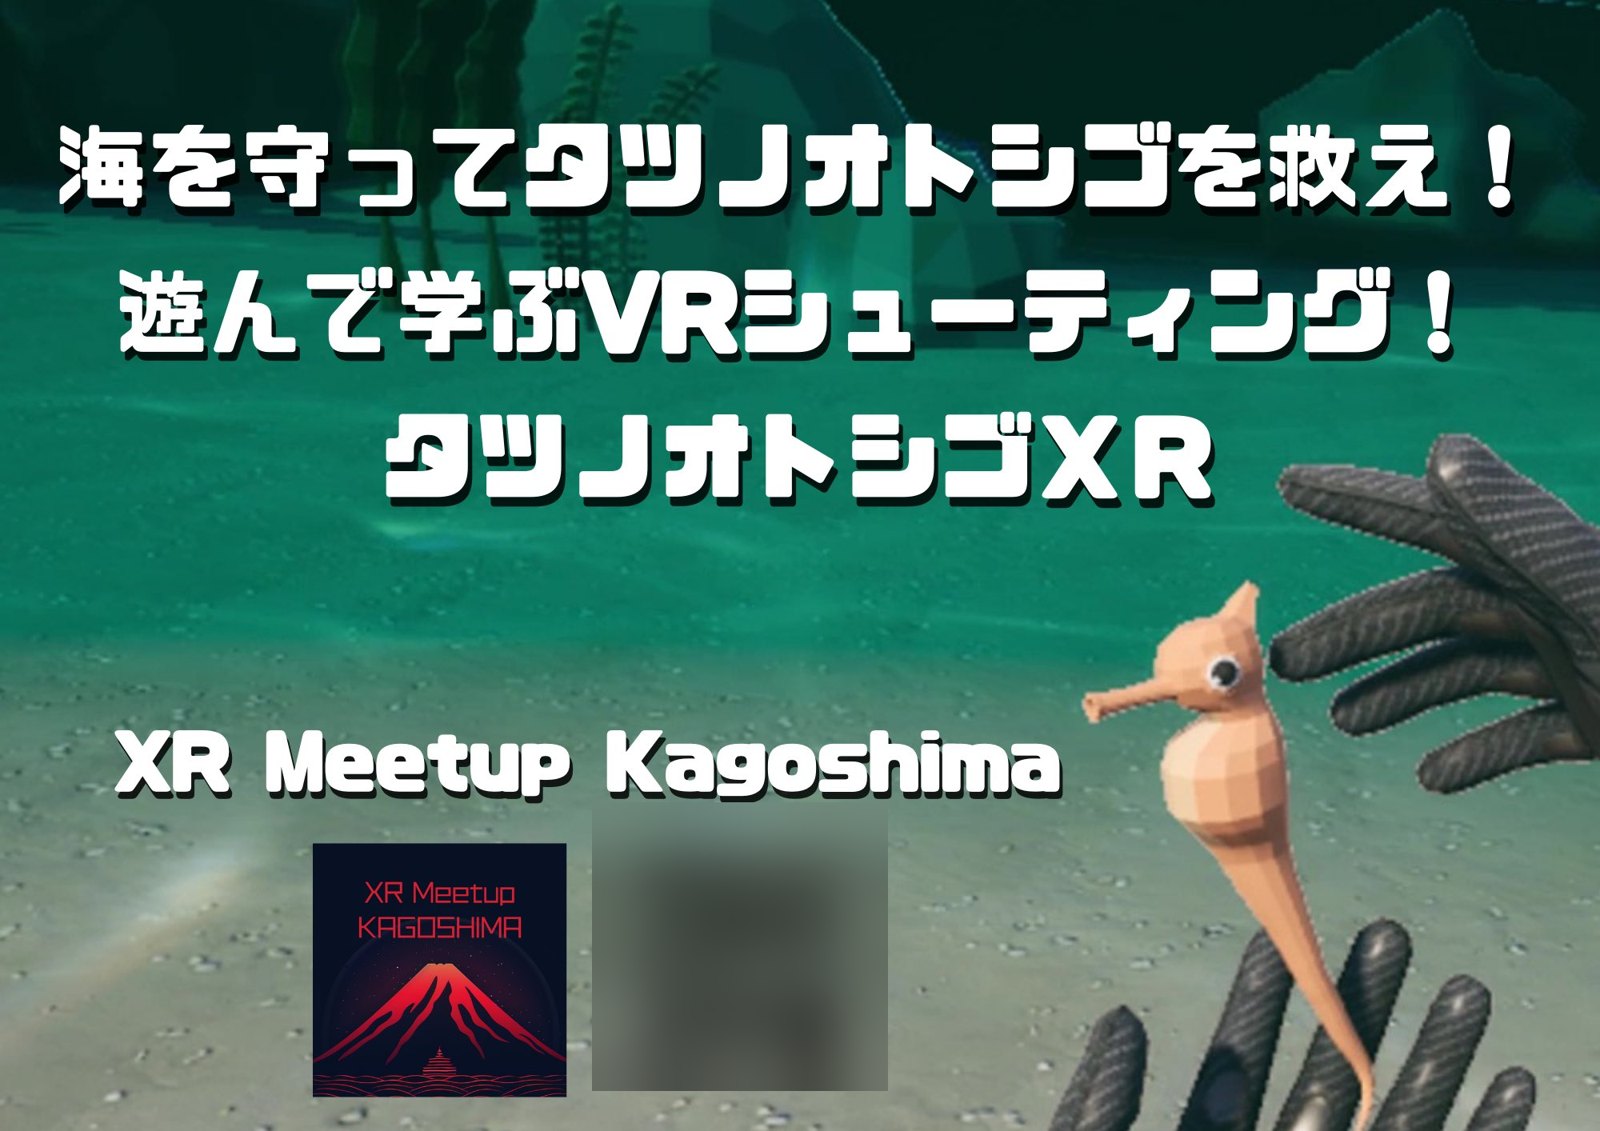 海を守ってタツノオトシゴを救え！
遊んで学ぶVRシューティング！
タツノオトシゴXR
XR Meetup Kagoshima
XR Meetup
KAGOSHIMA